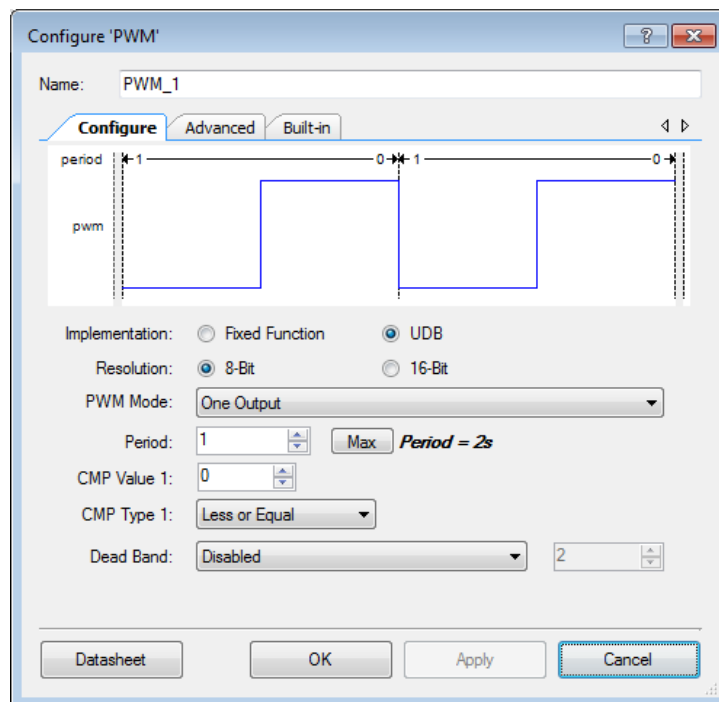 Configure 'PWM'
Name: PWM_1
Configure Advanced Built-in
period 1 0 1 0
pwm
Implementation: Fixed Function UDB
Resolution: 8-Bit 16-Bit
PWM Mode: One Output
Period: 1 Max Period = 2s
CMP Value 1: 0
CMP Type 1: Less or Equal
Dead Band: Disabled 2
Datasheet OK Apply Cancel